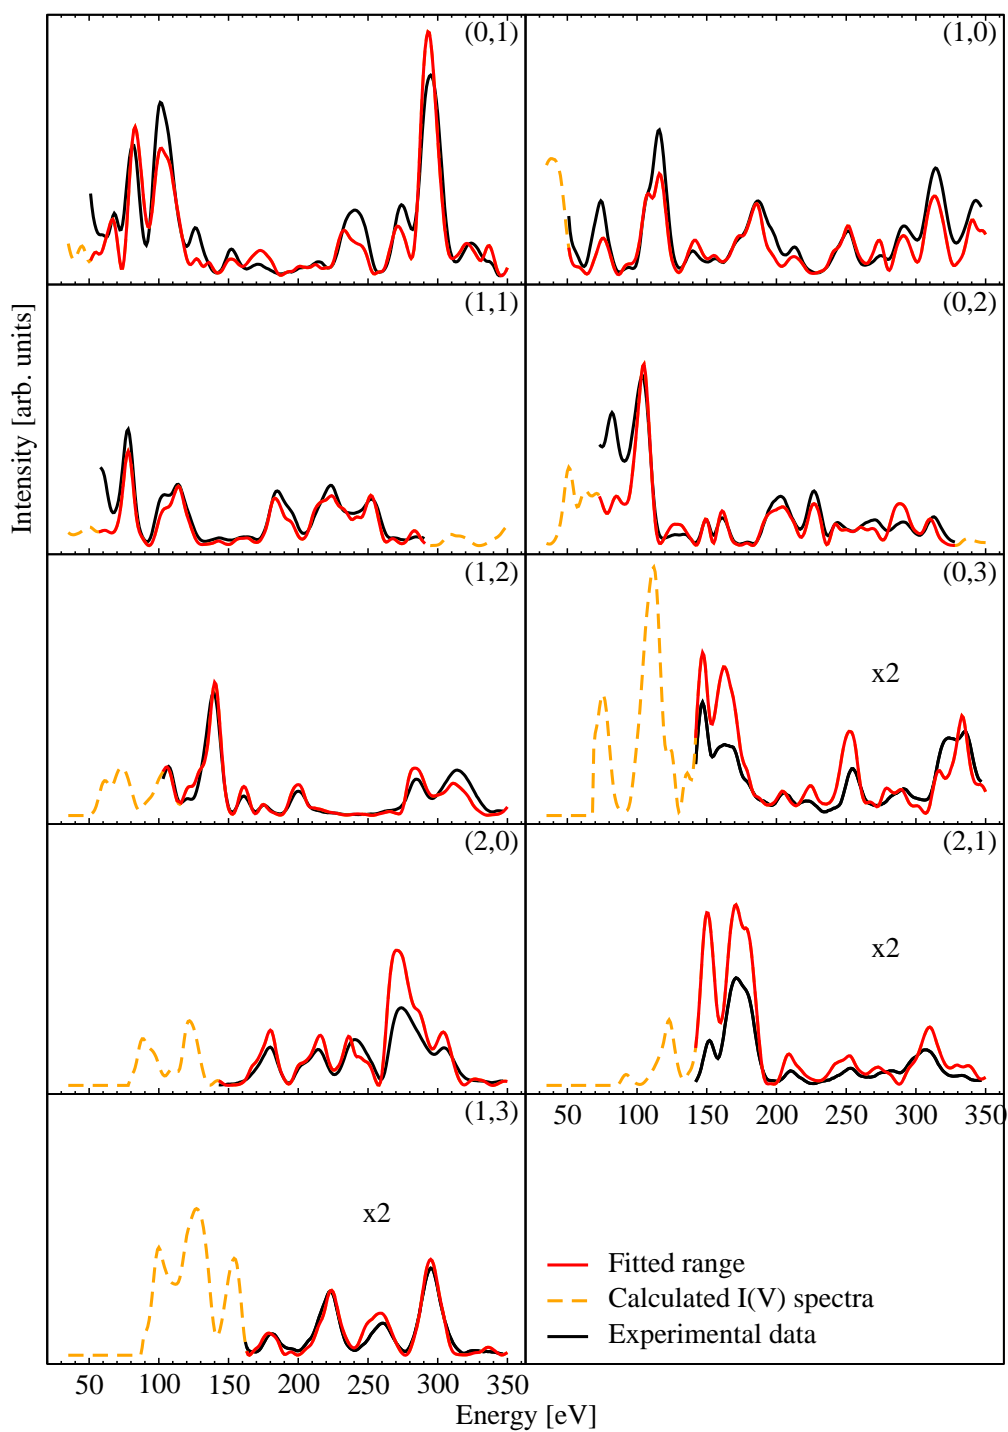 (0,1)
(1,0)
(1,1)
(0,2)
Intensity [arb. units]
(1,2)
(0,3)
x2
(2,0)
(2,1)
x2
(1,3)
50 100 150 200 250 300 350
x2
Fitted range
Calculated I(V) spectra
Experimental data
50 100 150 200 250 300 350
Energy [eV]